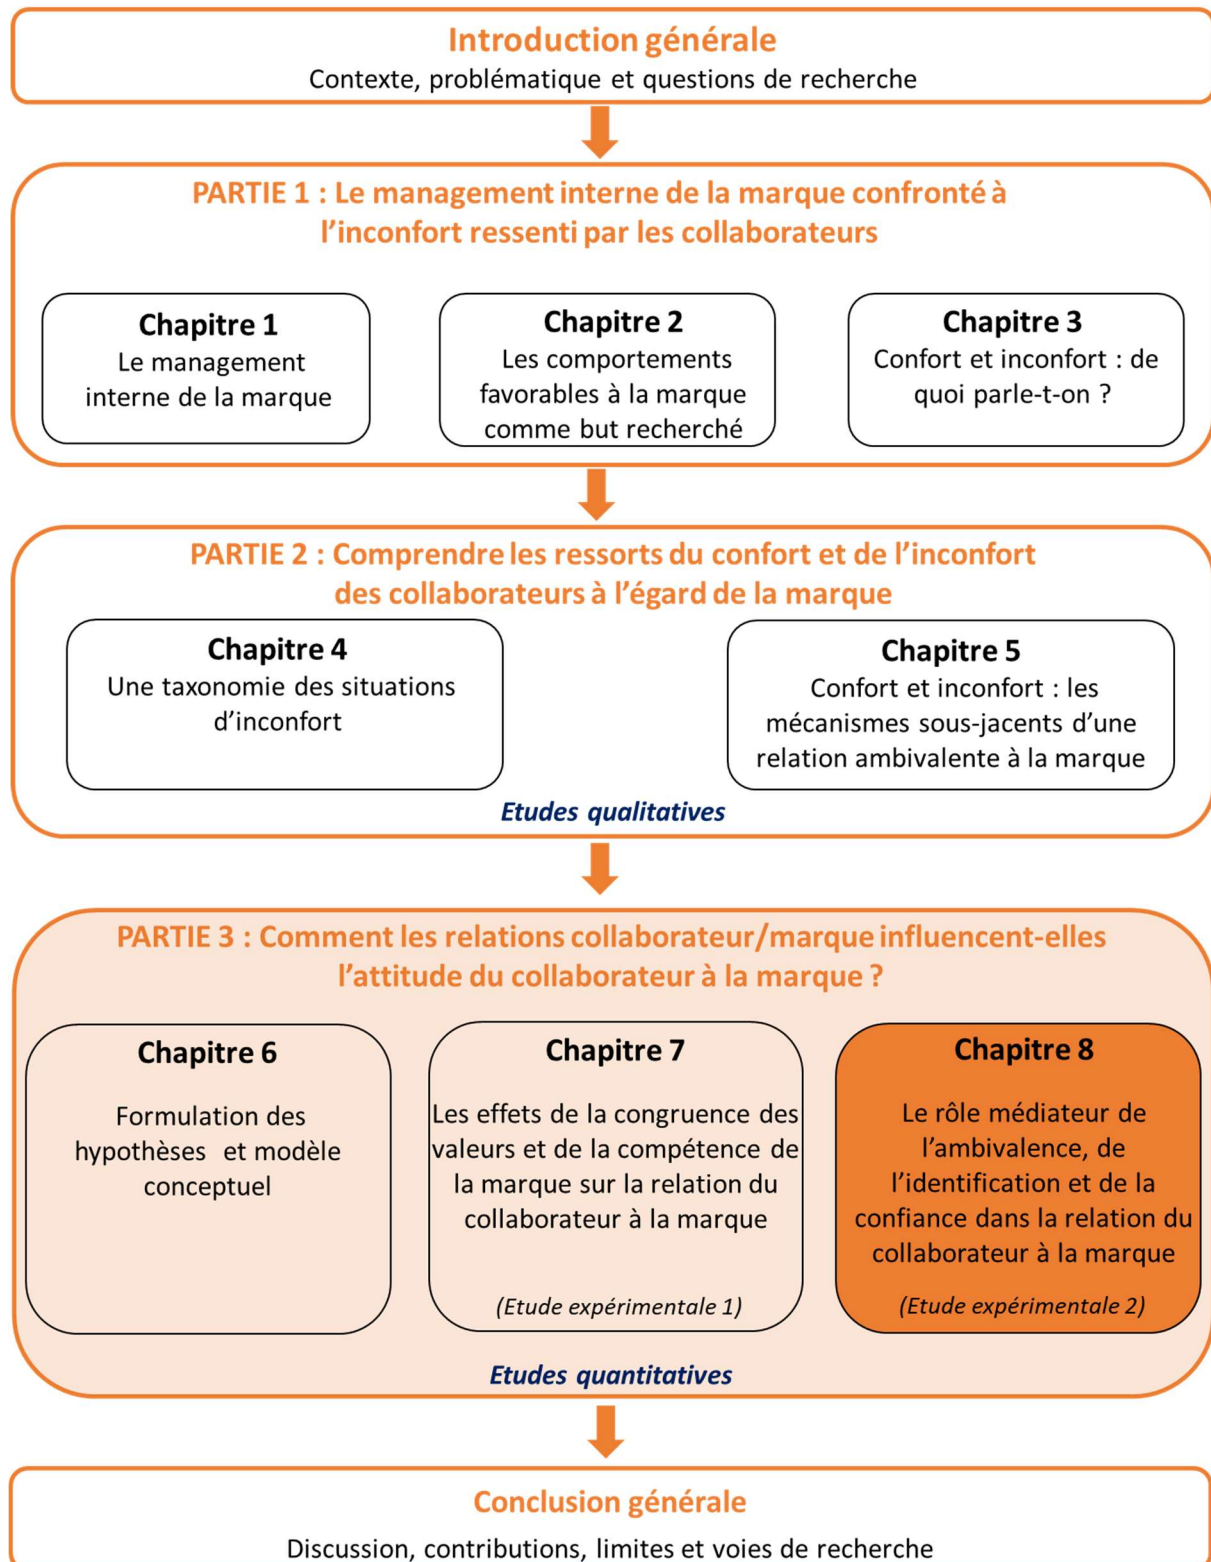 Introduction générale
Contexte, problématique et questions de recherche
PARTIE 1 : Le management interne de la marque confronté à
l'inconfort ressenti par les collaborateurs
Chapitre 1
Le management
interne de la marque
Chapitre 2
Les comportements
favorables à la marque
comme but recherché
Chapitre 3
Confort et inconfort : de
quoi parle-t-on ?
PARTIE 2 : Comprendre les ressorts du confort et de l'inconfort
des collaborateurs à l'égard de la marque
Chapitre 4
Une taxonomie des situations
d'inconfort
Chapitre 5
Confort et inconfort : les
mécanismes sous-jacents d'une
relation ambivalente à la marque
Etudes qualitatives
PARTIE 3 : Comment les relations collaborateur/marque influencent-elles
l'attitude du collaborateur à la marque ?
Chapitre 6
Formulation des
hypothèses et modèle
conceptuel
Chapitre 7
Les effets de la congruence des
valeurs et de la compétence de
la marque sur la relation du
collaborateur à la marque
(Etude expérimentale 1)
Chapitre 8
Le rôle médiateur de
l'ambivalence, de
l'identification et de la
confiance dans la relation du
collaborateur à la marque
(Etude expérimentale 2)
Etudes quantitatives
Conclusion générale
Discussion, contributions, limites et voies de recherche